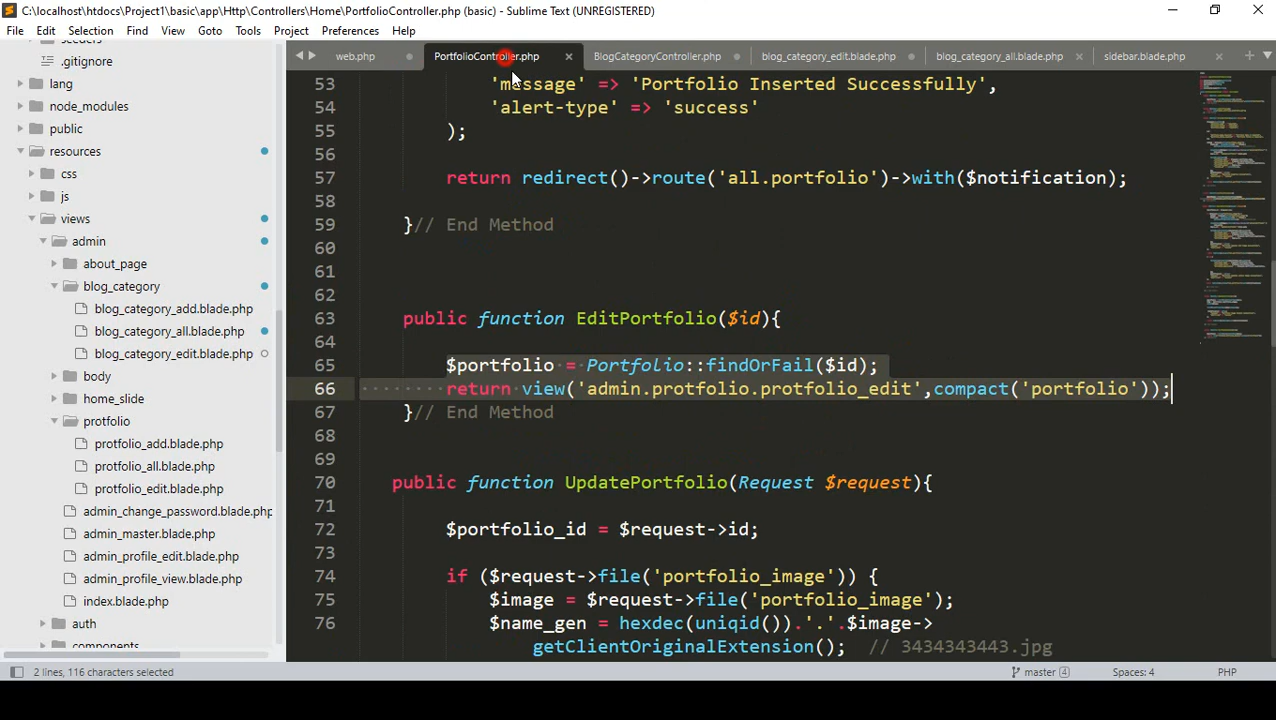 C:\localhost\htdocs\Project1\basic\app\Http\Controllers\Home\PortfolioController.php (basic) - Sublime Text (UNREGISTERED)
File Edit Selection Find View Goto Tools Project Preferences Help
.gitignore
lang
node_modules
public
resources
css
js
views
admin
about_page
blog_category
blog_category_add.blade.php
blog_category_all.blade.php
blog_category_edit.blade.php
body
home_slide
protfolio
protfolio_add.blade.php
protfolio_all.blade.php
protfolio_edit.blade.php
admin_change_password.blade.php
admin_master.blade.php
admin_profile_edit.blade.php
admin_profile_view.blade.php
index.blade.php
auth
components
web.php PortfolioController.php BlogCategoryController.php blog_category_edit.blade.php blog_category_all.blade.php sidebar.blade.php
53 'message' => 'Portfolio Inserted Successfully',
54 'alert-type' => 'success'
55 );
56
57 return redirect()->route('all.portfolio')->with($notification);
58
59 }// End Method
60
61
62
63 public function EditPortfolio($id){
64
65 $portfolio = Portfolio::findOrFail($id);
66 return view('admin.protfolio.protfolio_edit',compact('portfolio'));
67 }// End Method
68
69
70 public function UpdatePortfolio(Request $request){
71
72 $portfolio_id = $request->id;
73
74 if ($request->file('portfolio_image')) {
75 $image = $request->file('portfolio_image');
76 $name_gen = hexdec(uniqid()).'.'.$image->
getClientOriginalExtension(); // 3434343443.jpg
2 lines, 116 characters selected master 4 Spaces: 4 PHP